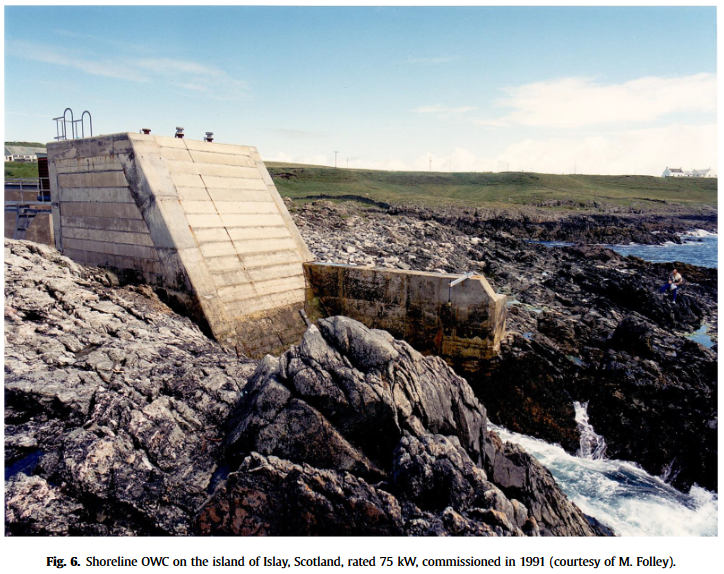 Fig. 6. Shoreline OWC on the island of Islay, Scotland, rated 75 kW, commissioned in 1991 (courtesy of M. Folley).